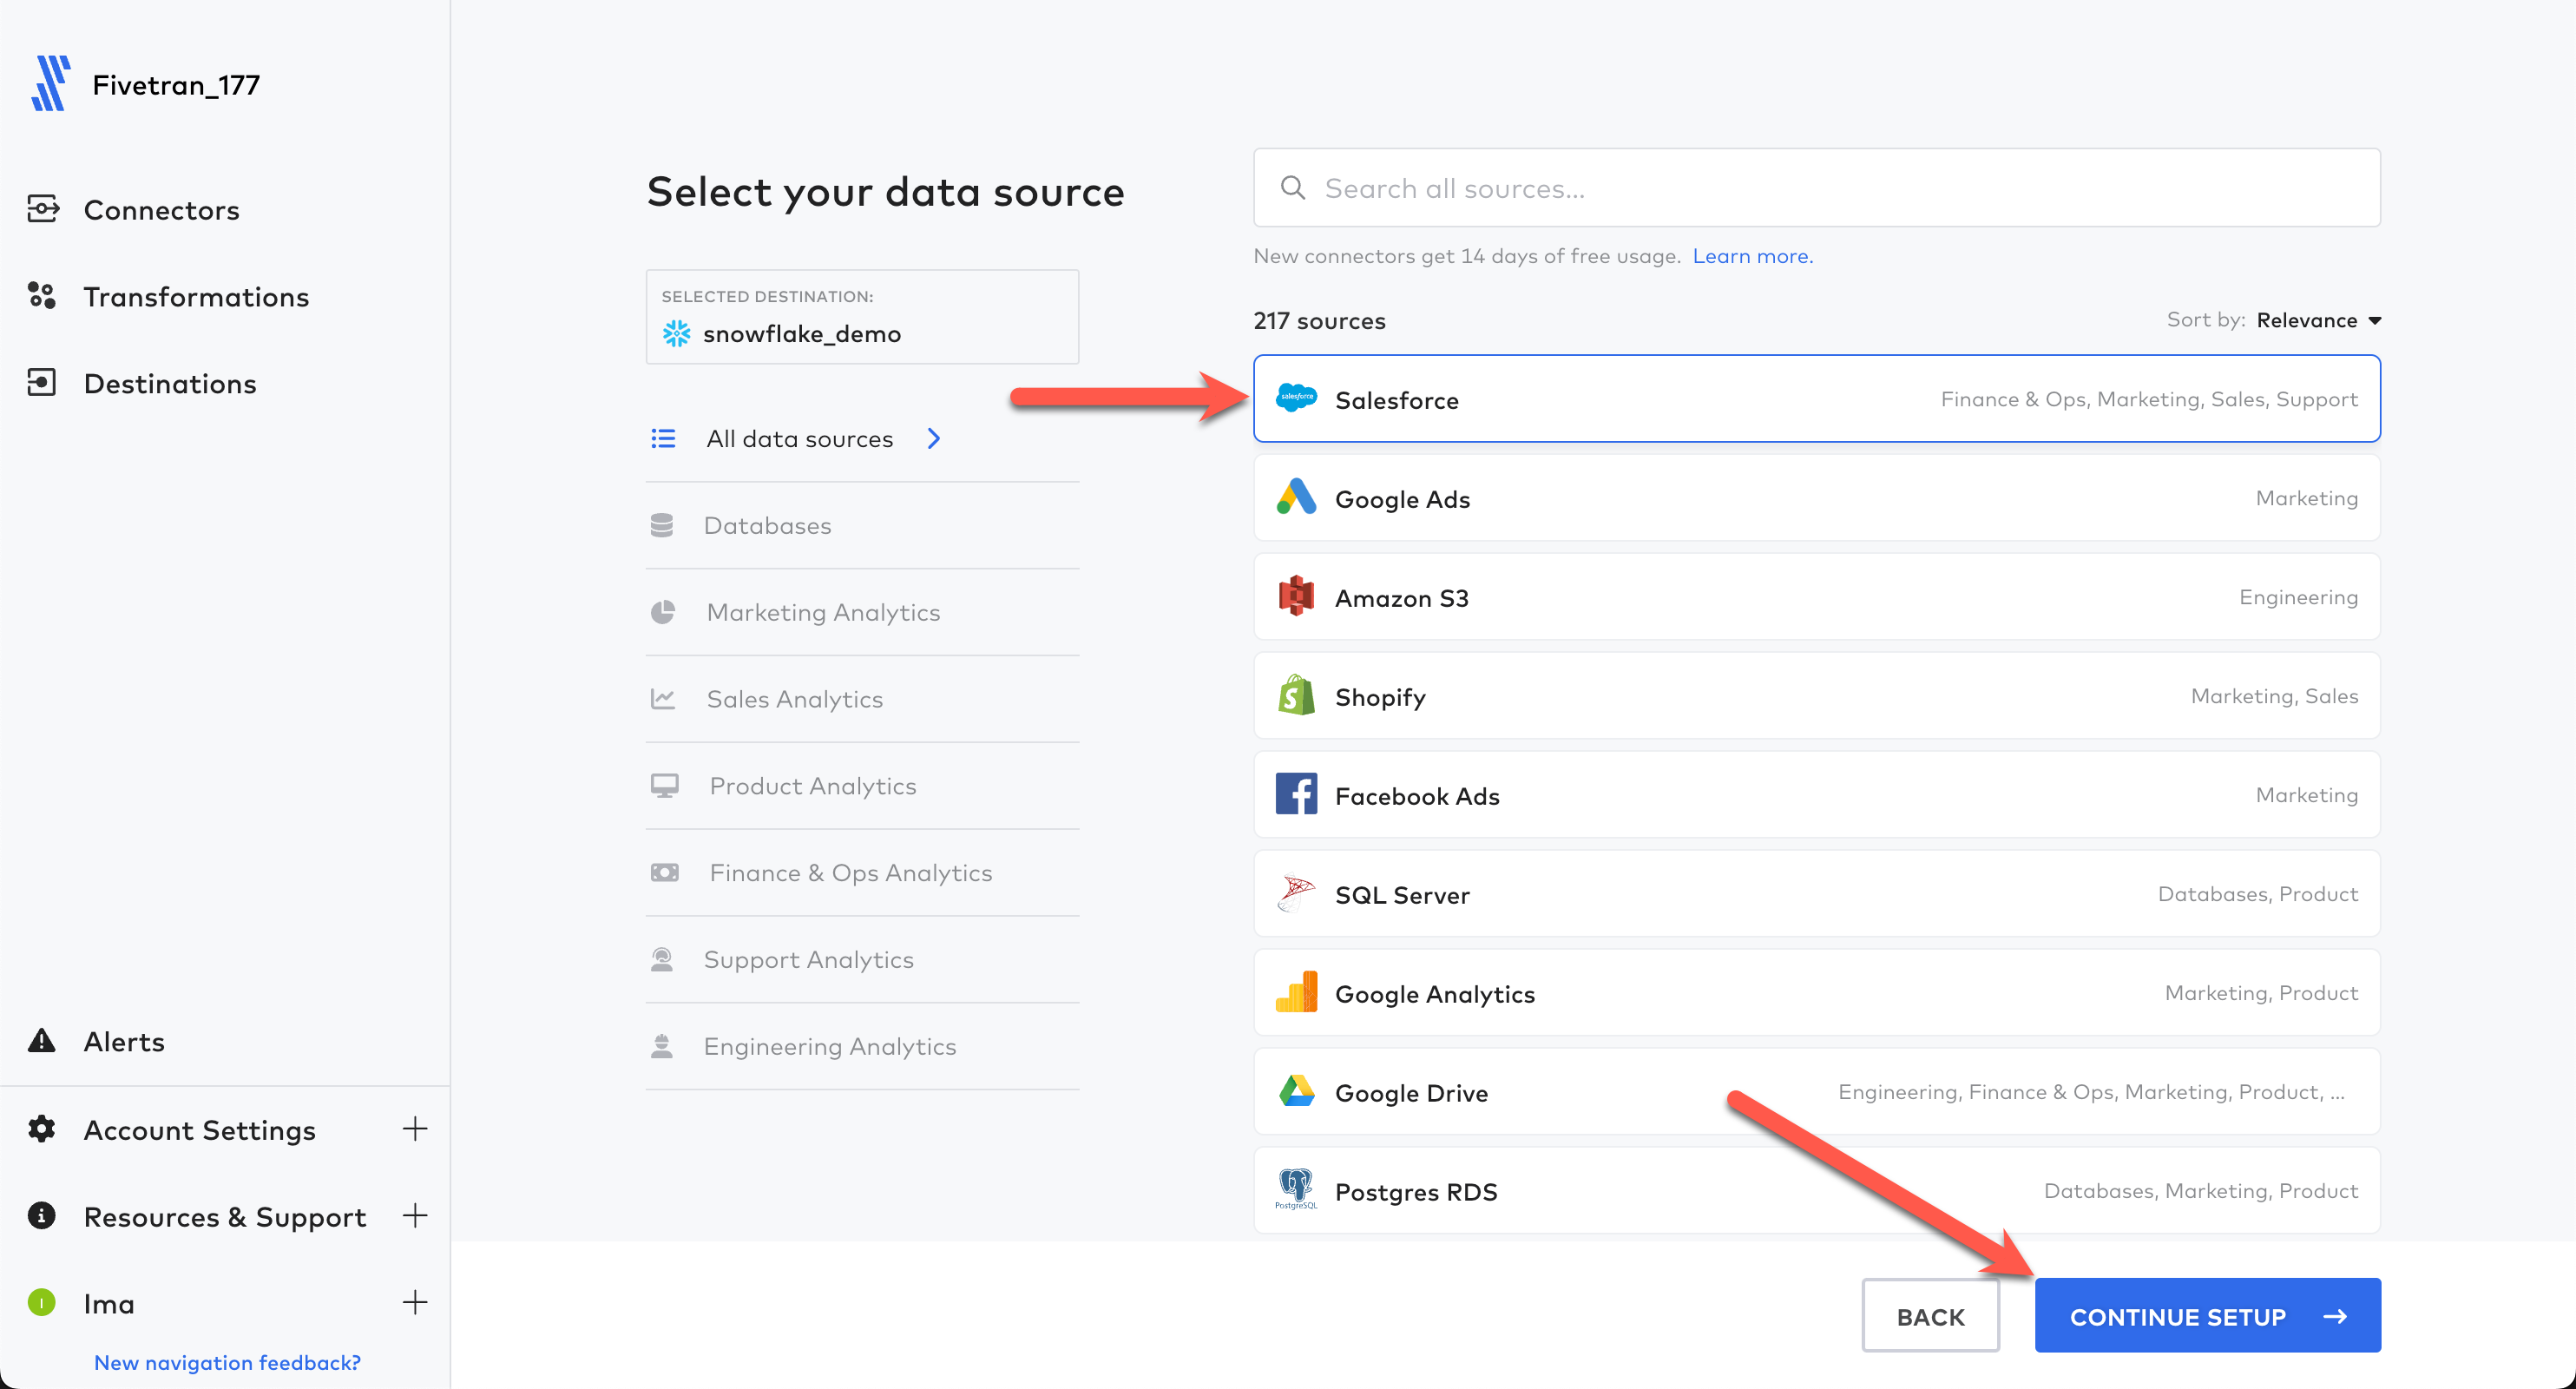 Fivetran_177
Connectors
Transformations
Destinations
Alerts
Account Settings
Resources & Support
I
Ima
New navigation feedback?
Select your data source
SELECTED DESTINATION:
snowflake_demo
All data sources
Databases
Marketing Analytics
Sales Analytics
Product Analytics
Finance & Ops Analytics
Support Analytics
Engineering Analytics
Search all sources...
New connectors get 14 days of free usage. Learn more.
217 sources
Sort by: Relevance
salesforce
Salesforce
Finance & Ops, Marketing, Sales, Support
Google Ads
Marketing
Amazon S3
Engineering
Shopify
Marketing, Sales
Facebook Ads
Marketing
SQL Server
Databases, Product
Google Analytics
Marketing, Product
Google Drive
Engineering, Finance & Ops, Marketing, Product, ...
PostgreSQL
Postgres RDS
Databases, Marketing, Product
BACK
CONTINUE SETUP